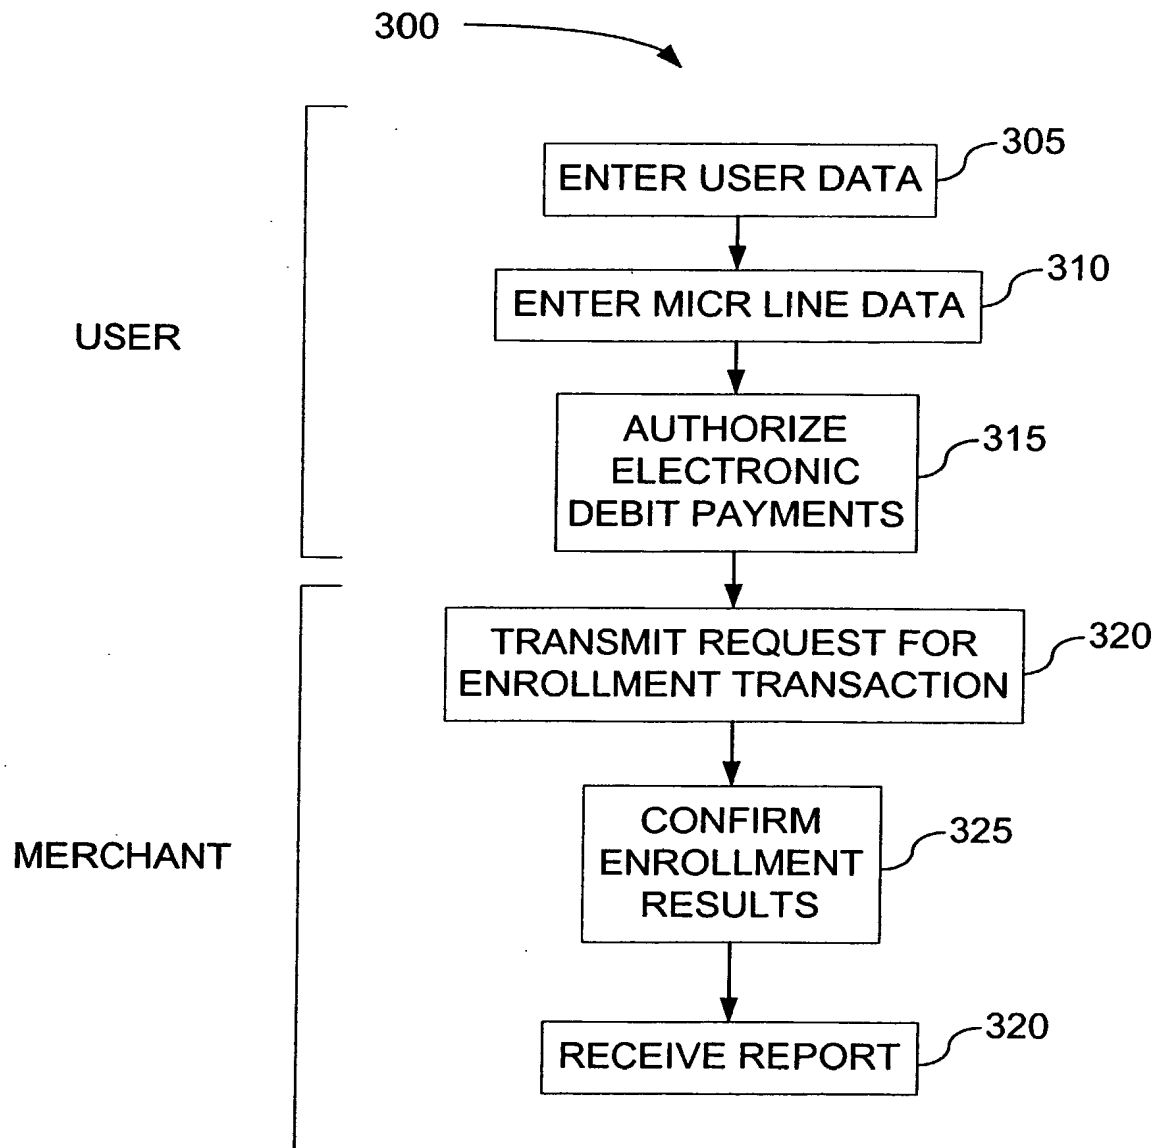 300
305
ENTER USER DATA
310
ENTER MICR LINE DATA
USER
AUTHORIZE
ELECTRONIC
DEBIT PAYMENTS
315
TRANSMIT REQUEST FOR
ENROLLMENT TRANSACTION
320
MERCHANT
CONFIRM
ENROLLMENT
RESULTS
325
RECEIVE REPORT
320